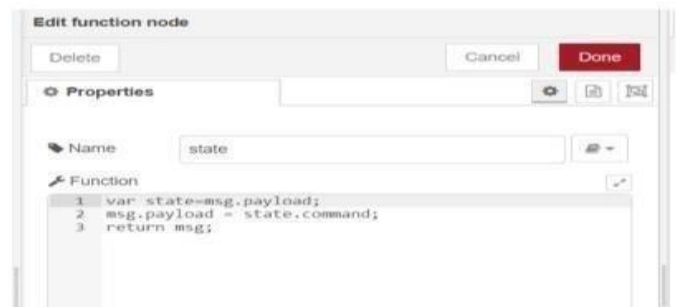 Edit function node
Delete Cancel Done
Properties
Name state
Function
1 var state=msg.payload;
2 msg.payload = state.command;
3 return msg;